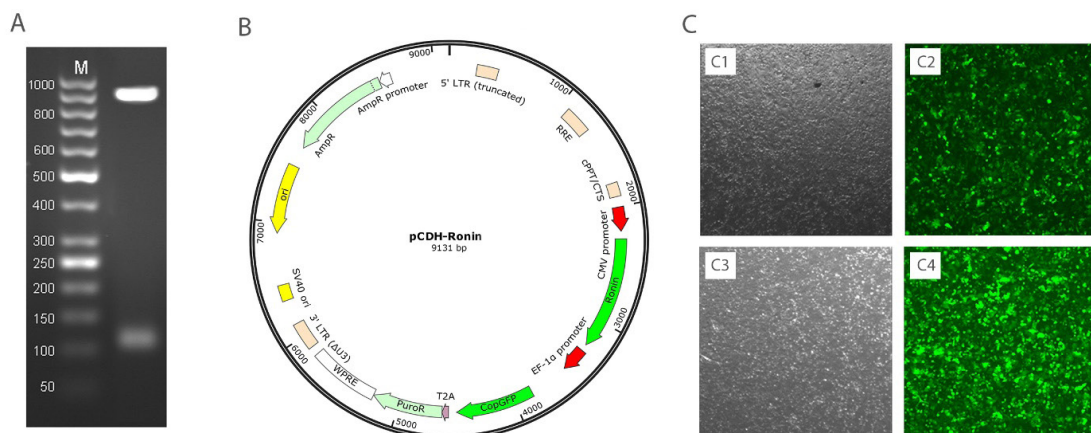 A
M
1000
800
700
600
500
400
300
250
200
150
100
50
B
9000
5' LTR (truncated)
1000
RRE
cPPT/CTS
2000
CMV promoter
Ronin
3000
EF-1α promoter
4000
CopGFP
T2A
PuroR
5000
WPRE
3' LTR (ΔU3)
6000
SV40 ori
7000
ori
AmpR
8000
AmpR promoter
pCDH-Ronin
9131 bp
C
C1
C2
C3
C4